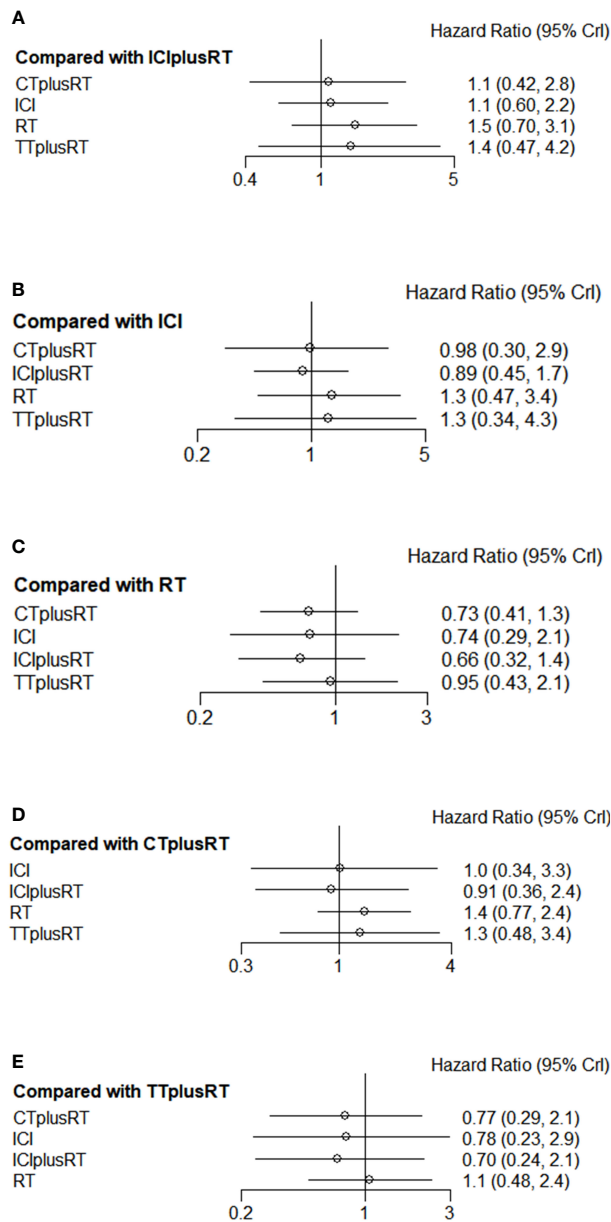 A
Hazard Ratio (95% CrI)
Compared with ICIplusRT
CTplusRT 1.1 (0.42, 2.8)
ICI 1.1 (0.60, 2.2)
RT 1.5 (0.70, 3.1)
TTplusRT 1.4 (0.47, 4.2)
0.4 1 5
B
Hazard Ratio (95% CrI)
Compared with ICI
CTplusRT 0.98 (0.30, 2.9)
ICIplusRT 0.89 (0.45, 1.7)
RT 1.3 (0.47, 3.4)
TTplusRT 1.3 (0.34, 4.3)
0.2 1 5
C
Hazard Ratio (95% CrI)
Compared with RT
CTplusRT 0.73 (0.41, 1.3)
ICI 0.74 (0.29, 2.1)
ICIplusRT 0.66 (0.32, 1.4)
TTplusRT 0.95 (0.43, 2.1)
0.2 1 3
D
Hazard Ratio (95% CrI)
Compared with CTplusRT
ICI 1.0 (0.34, 3.3)
ICIplusRT 0.91 (0.36, 2.4)
RT 1.4 (0.77, 2.4)
TTplusRT 1.3 (0.48, 3.4)
0.3 1 4
E
Hazard Ratio (95% CrI)
Compared with TTplusRT
CTplusRT 0.77 (0.29, 2.1)
ICI 0.78 (0.23, 2.9)
ICIplusRT 0.70 (0.24, 2.1)
RT 1.1 (0.48, 2.4)
0.2 1 3